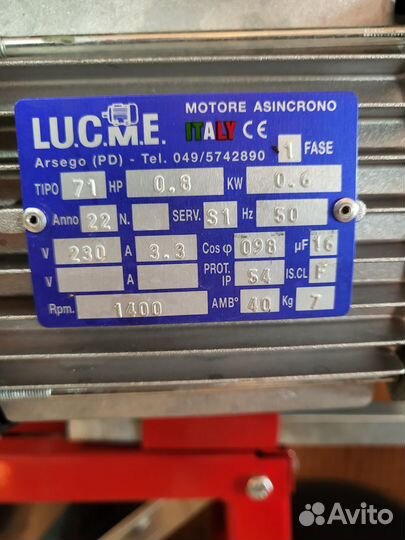 LU.C.M.E.
MOTORE ASINCRONO
ITALY CE
Arsego (PD) - Tel. 049/5742890 1 FASE
TIPO 71 HP 0,8 KW 0.6
Anno 22 N. SERV. S1 Hz 50
V 230 A 3.3 Cos φ 098 µF 16
V A PROT. IP 54 IS.CL F
Rpm. 1400 AMB° 40 Kg 7
Avito